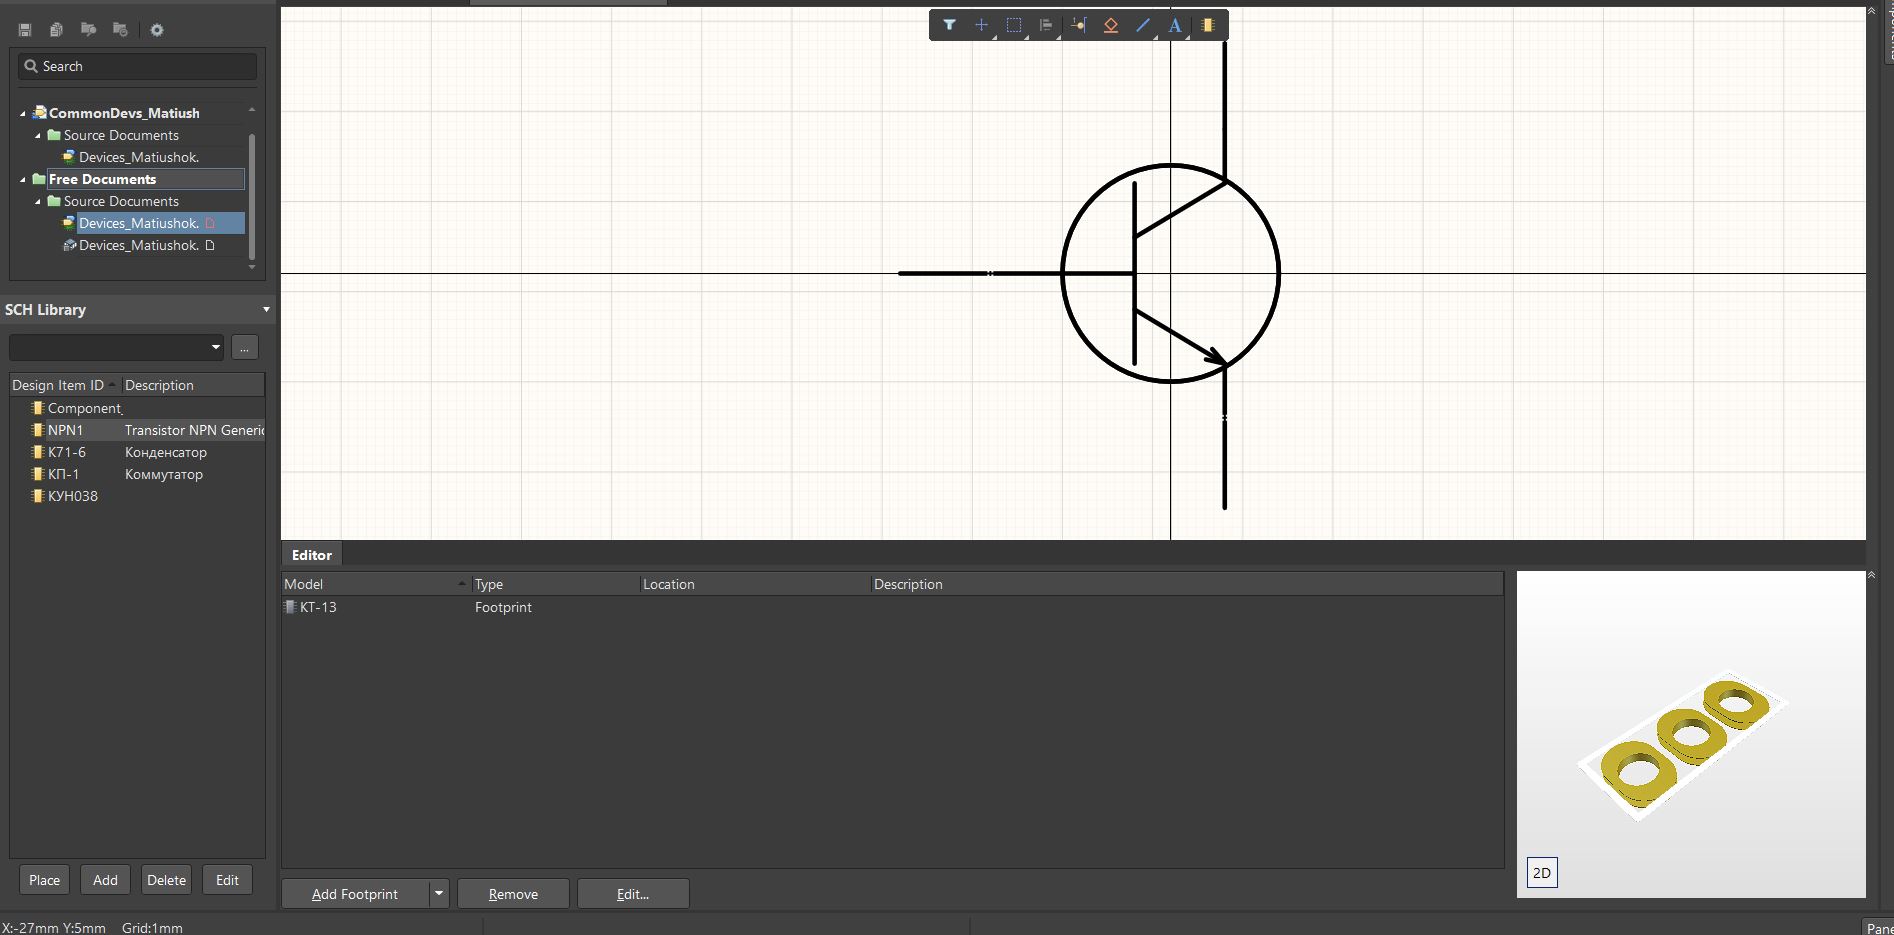 Search
CommonDevs_Matiush
Source Documents
Devices_Matiushok.
Free Documents
Source Documents
Devices_Matiushok.
Devices_Matiushok.
SCH Library
...
Design Item ID Description
Component_
NPN1 Transistor NPN Generic
К71-6 Конденсатор
КП-1 Коммутатор
КУН038
Place Add Delete Edit
A
Editor
Model Type Location Description
КТ-13 Footprint
2D
Add Footprint Remove Edit...
X:-27mm Y:5mm Grid:1mm
Pane